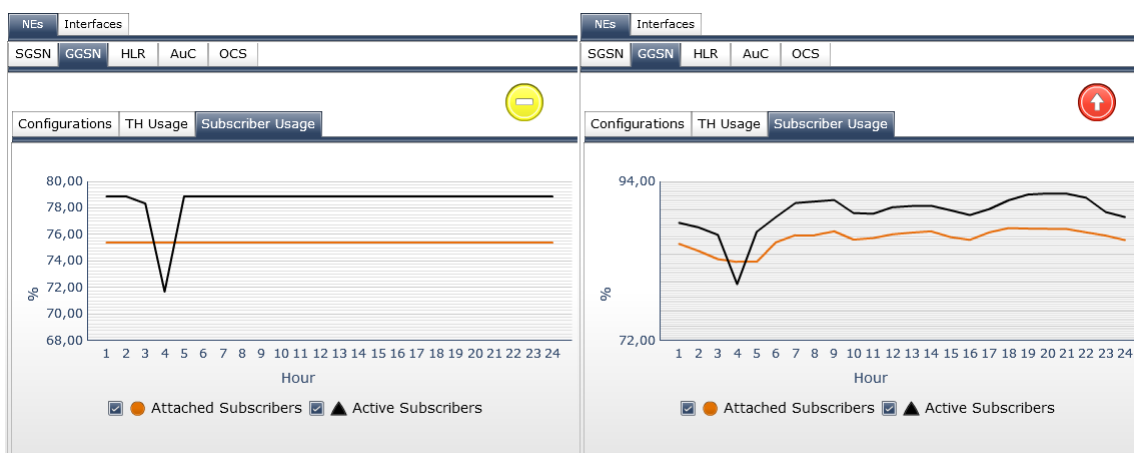 NEs Interfaces
SGSN GGSN HLR AuC OCS
Configurations TH Usage Subscriber Usage
80,00
78,00
76,00
74,00
72,00
70,00
68,00
%
1 2 3 4 5 6 7 8 9 10 11 12 13 14 15 16 17 18 19 20 21 22 23 24
Hour
Attached Subscribers Active Subscribers
NEs Interfaces
SGSN GGSN HLR AuC OCS
Configurations TH Usage Subscriber Usage
94,00
72,00
%
1 2 3 4 5 6 7 8 9 10 11 12 13 14 15 16 17 18 19 20 21 22 23 24
Hour
Attached Subscribers Active Subscribers